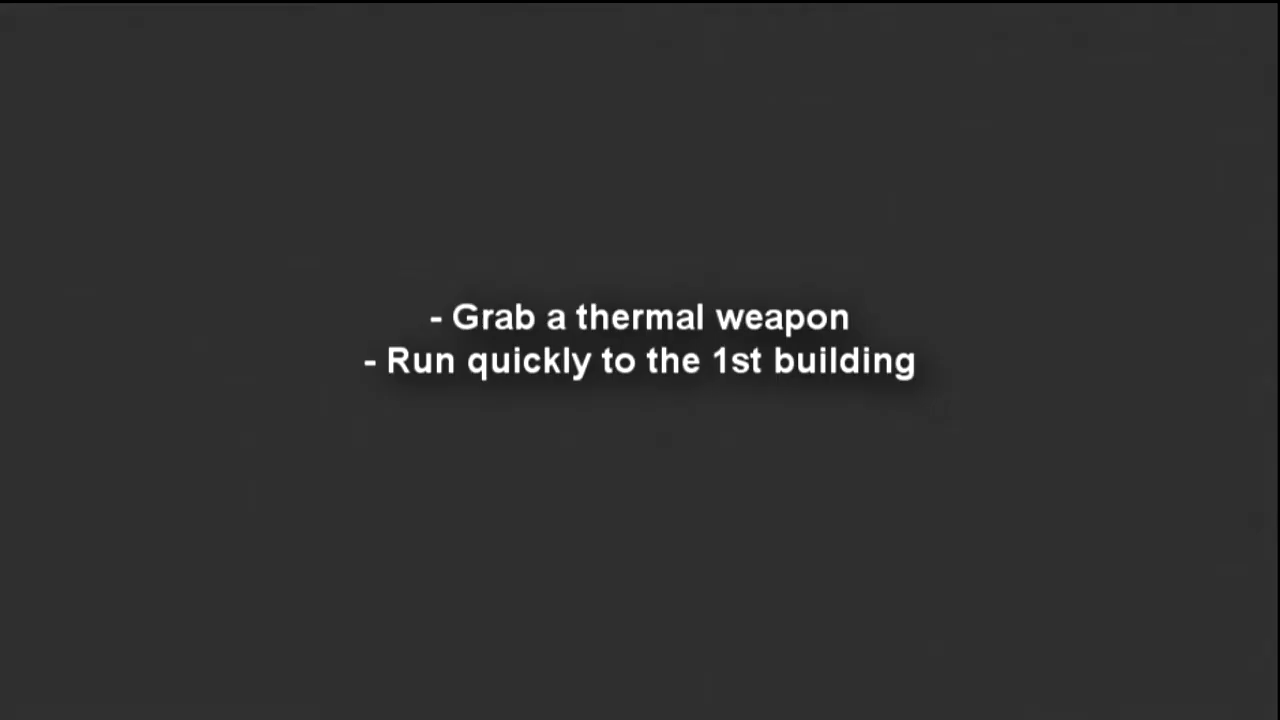 - Grab a thermal weapon
- Run quickly to the 1st building